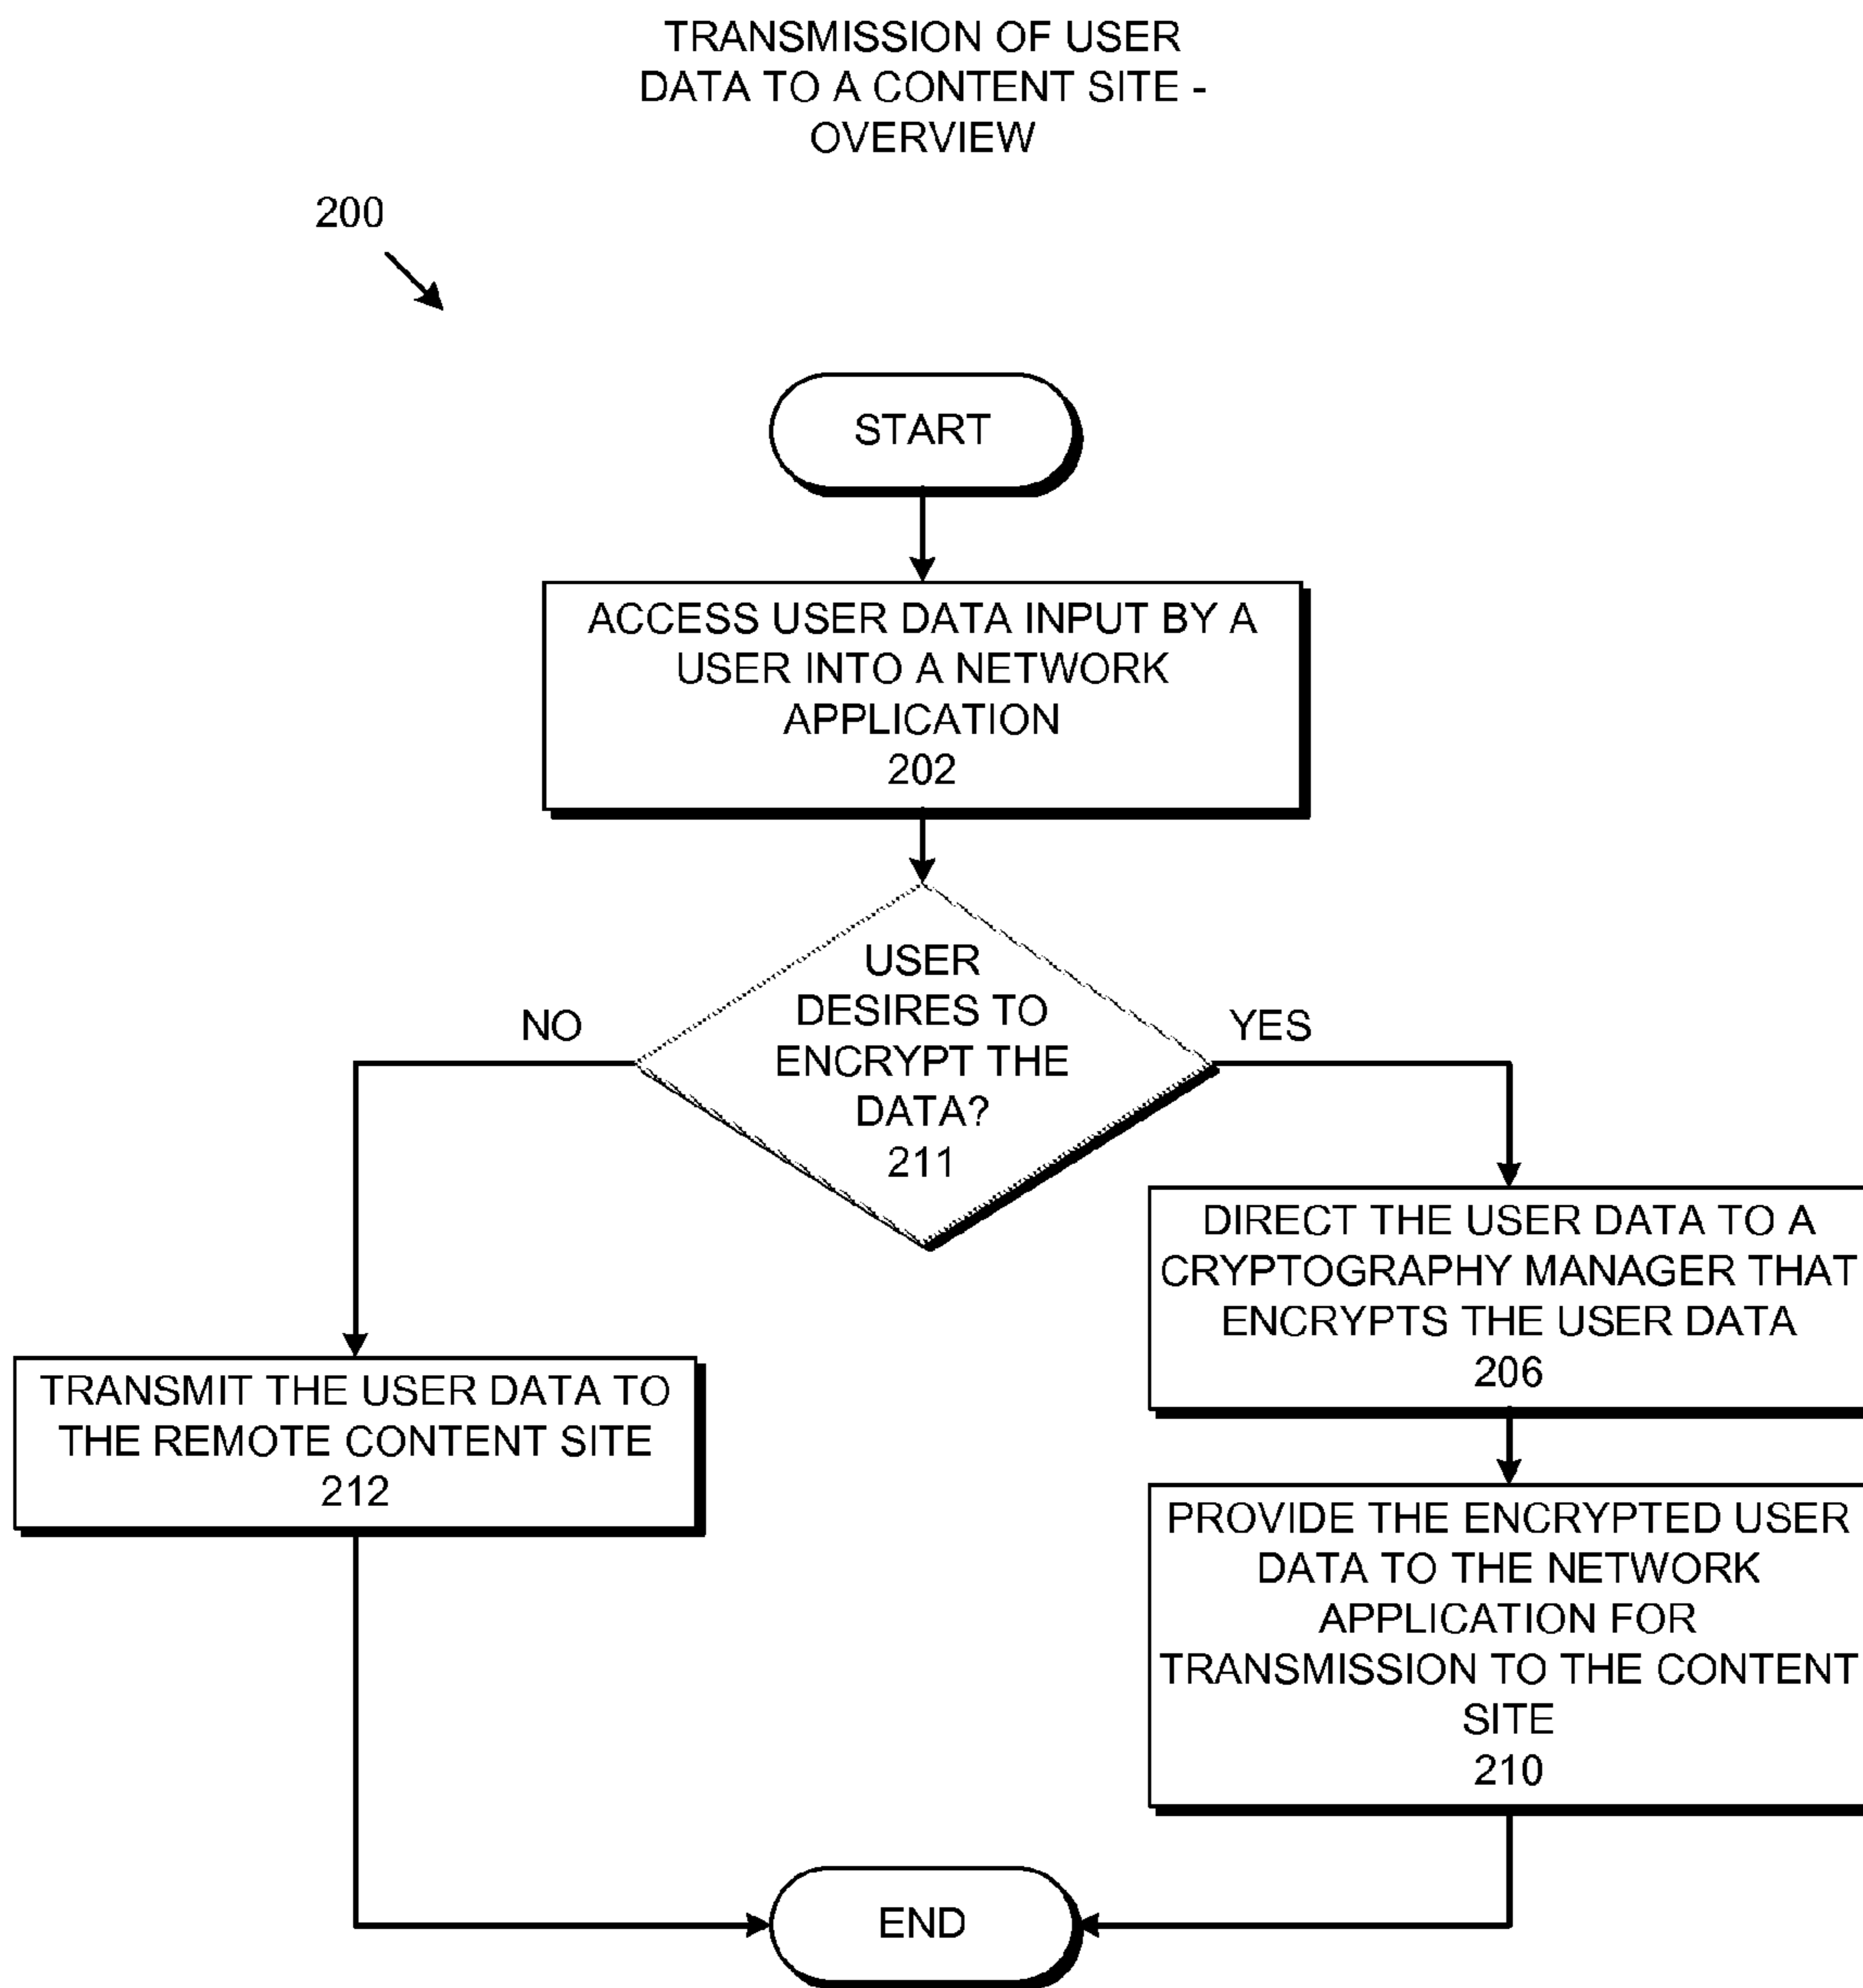 TRANSMISSION OF USER
DATA TO A CONTENT SITE -
OVERVIEW
200
START
ACCESS USER DATA INPUT BY A
USER INTO A NETWORK
APPLICATION
202
USER
DESIRES TO
ENCRYPT THE
DATA?
211
NO
YES
DIRECT THE USER DATA TO A
CRYPTOGRAPHY MANAGER THAT
ENCRYPTS THE USER DATA
206
TRANSMIT THE USER DATA TO
THE REMOTE CONTENT SITE
212
PROVIDE THE ENCRYPTED USER
DATA TO THE NETWORK
APPLICATION FOR
TRANSMISSION TO THE CONTENT
SITE
210
END